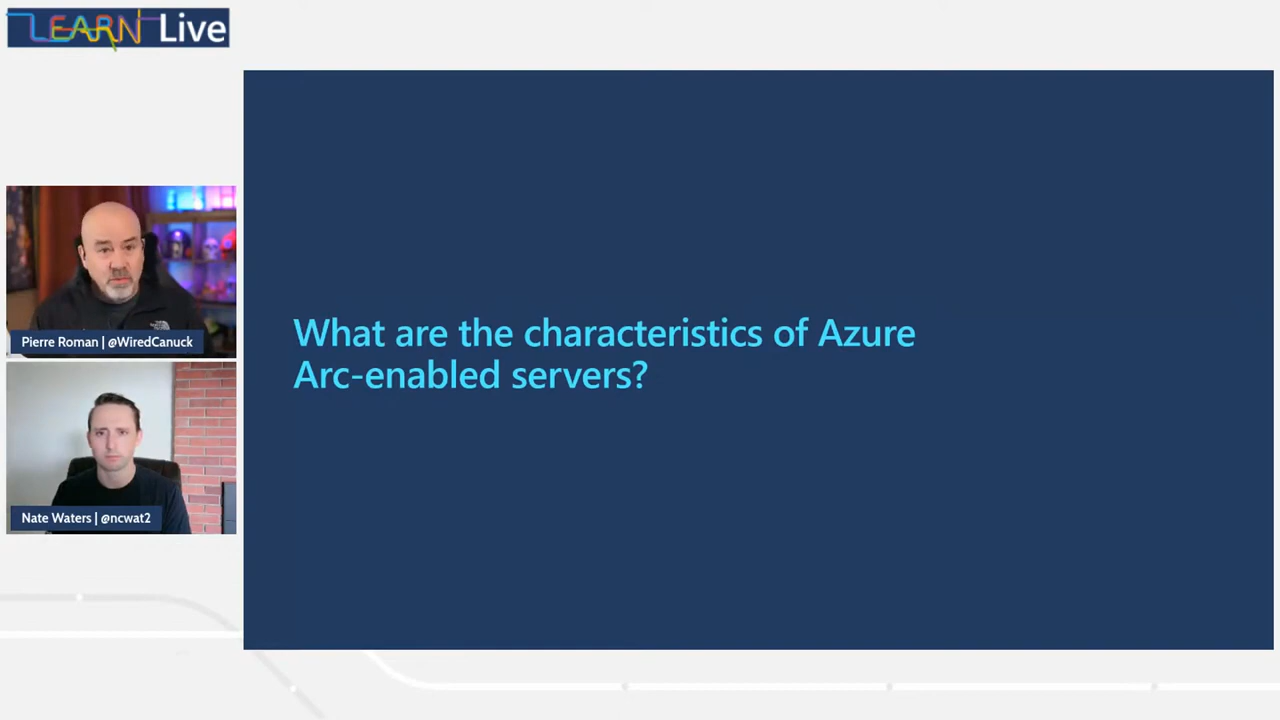 LEARN Live
Pierre Roman | @WiredCanuck
Nate Waters | @ncwat2
What are the characteristics of Azure
Arc-enabled servers?